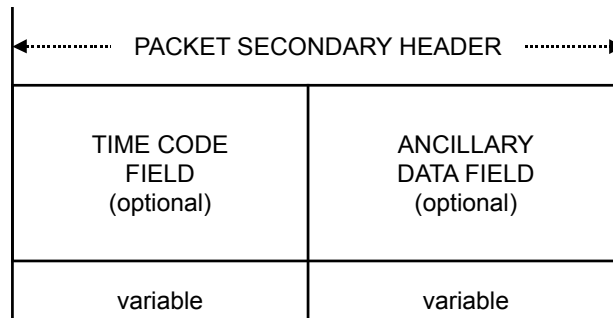 PACKET SECONDARY HEADER
TIME CODE
FIELD
(optional)
ANCILLARY
DATA FIELD
(optional)
variable
variable